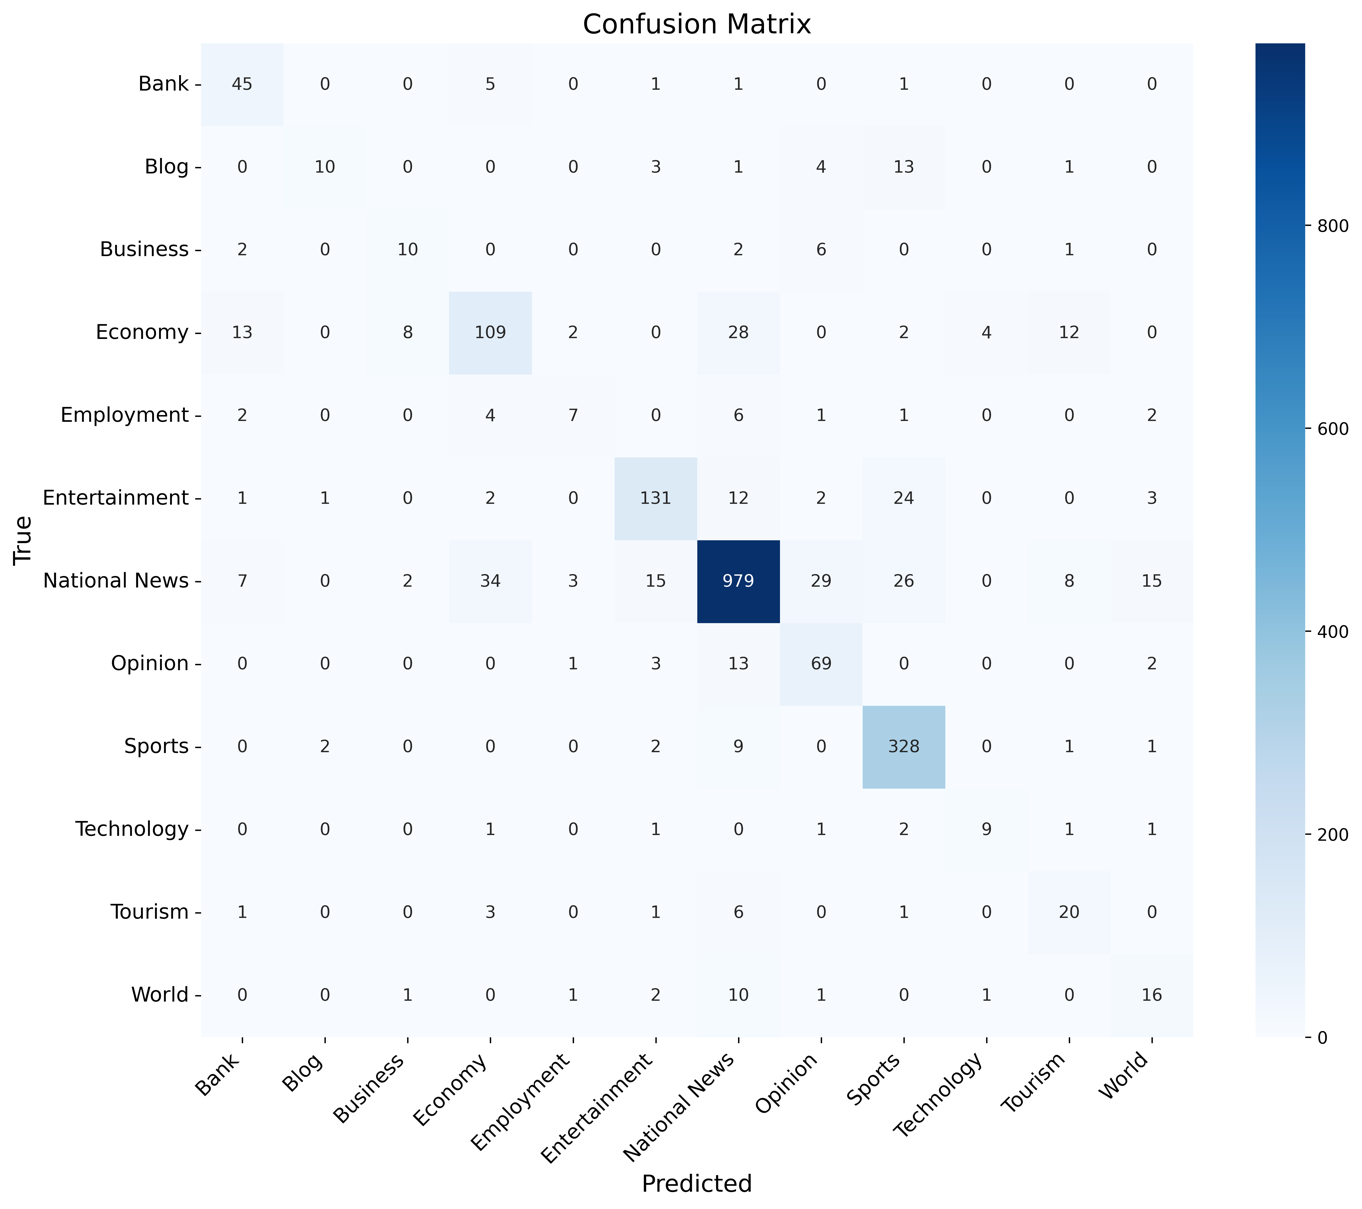 Confusion Matrix
Bank 45 0 0 5 0 1 1 0 1 0 0 0
Blog 0 10 0 0 0 3 1 4 13 0 1 0
Business 2 0 10 0 0 0 2 6 0 0 1 0
Economy 13 0 8 109 2 0 28 0 2 4 12 0
Employment 2 0 0 4 7 0 6 1 1 0 0 2
Entertainment 1 1 0 2 0 131 12 2 24 0 0 3
National News 7 0 2 34 3 15 979 29 26 0 8 15
Opinion 0 0 0 0 1 3 13 69 0 0 0 2
Sports 0 2 0 0 0 2 9 0 328 0 1 1
Technology 0 0 0 1 0 1 0 1 2 9 1 1
Tourism 1 0 0 3 0 1 6 0 1 0 20 0
World 0 0 1 0 1 2 10 1 0 1 0 16
True
Bank Blog Business Economy Employment Entertainment National News Opinion Sports Technology Tourism World
Predicted
800
600
400
200
0